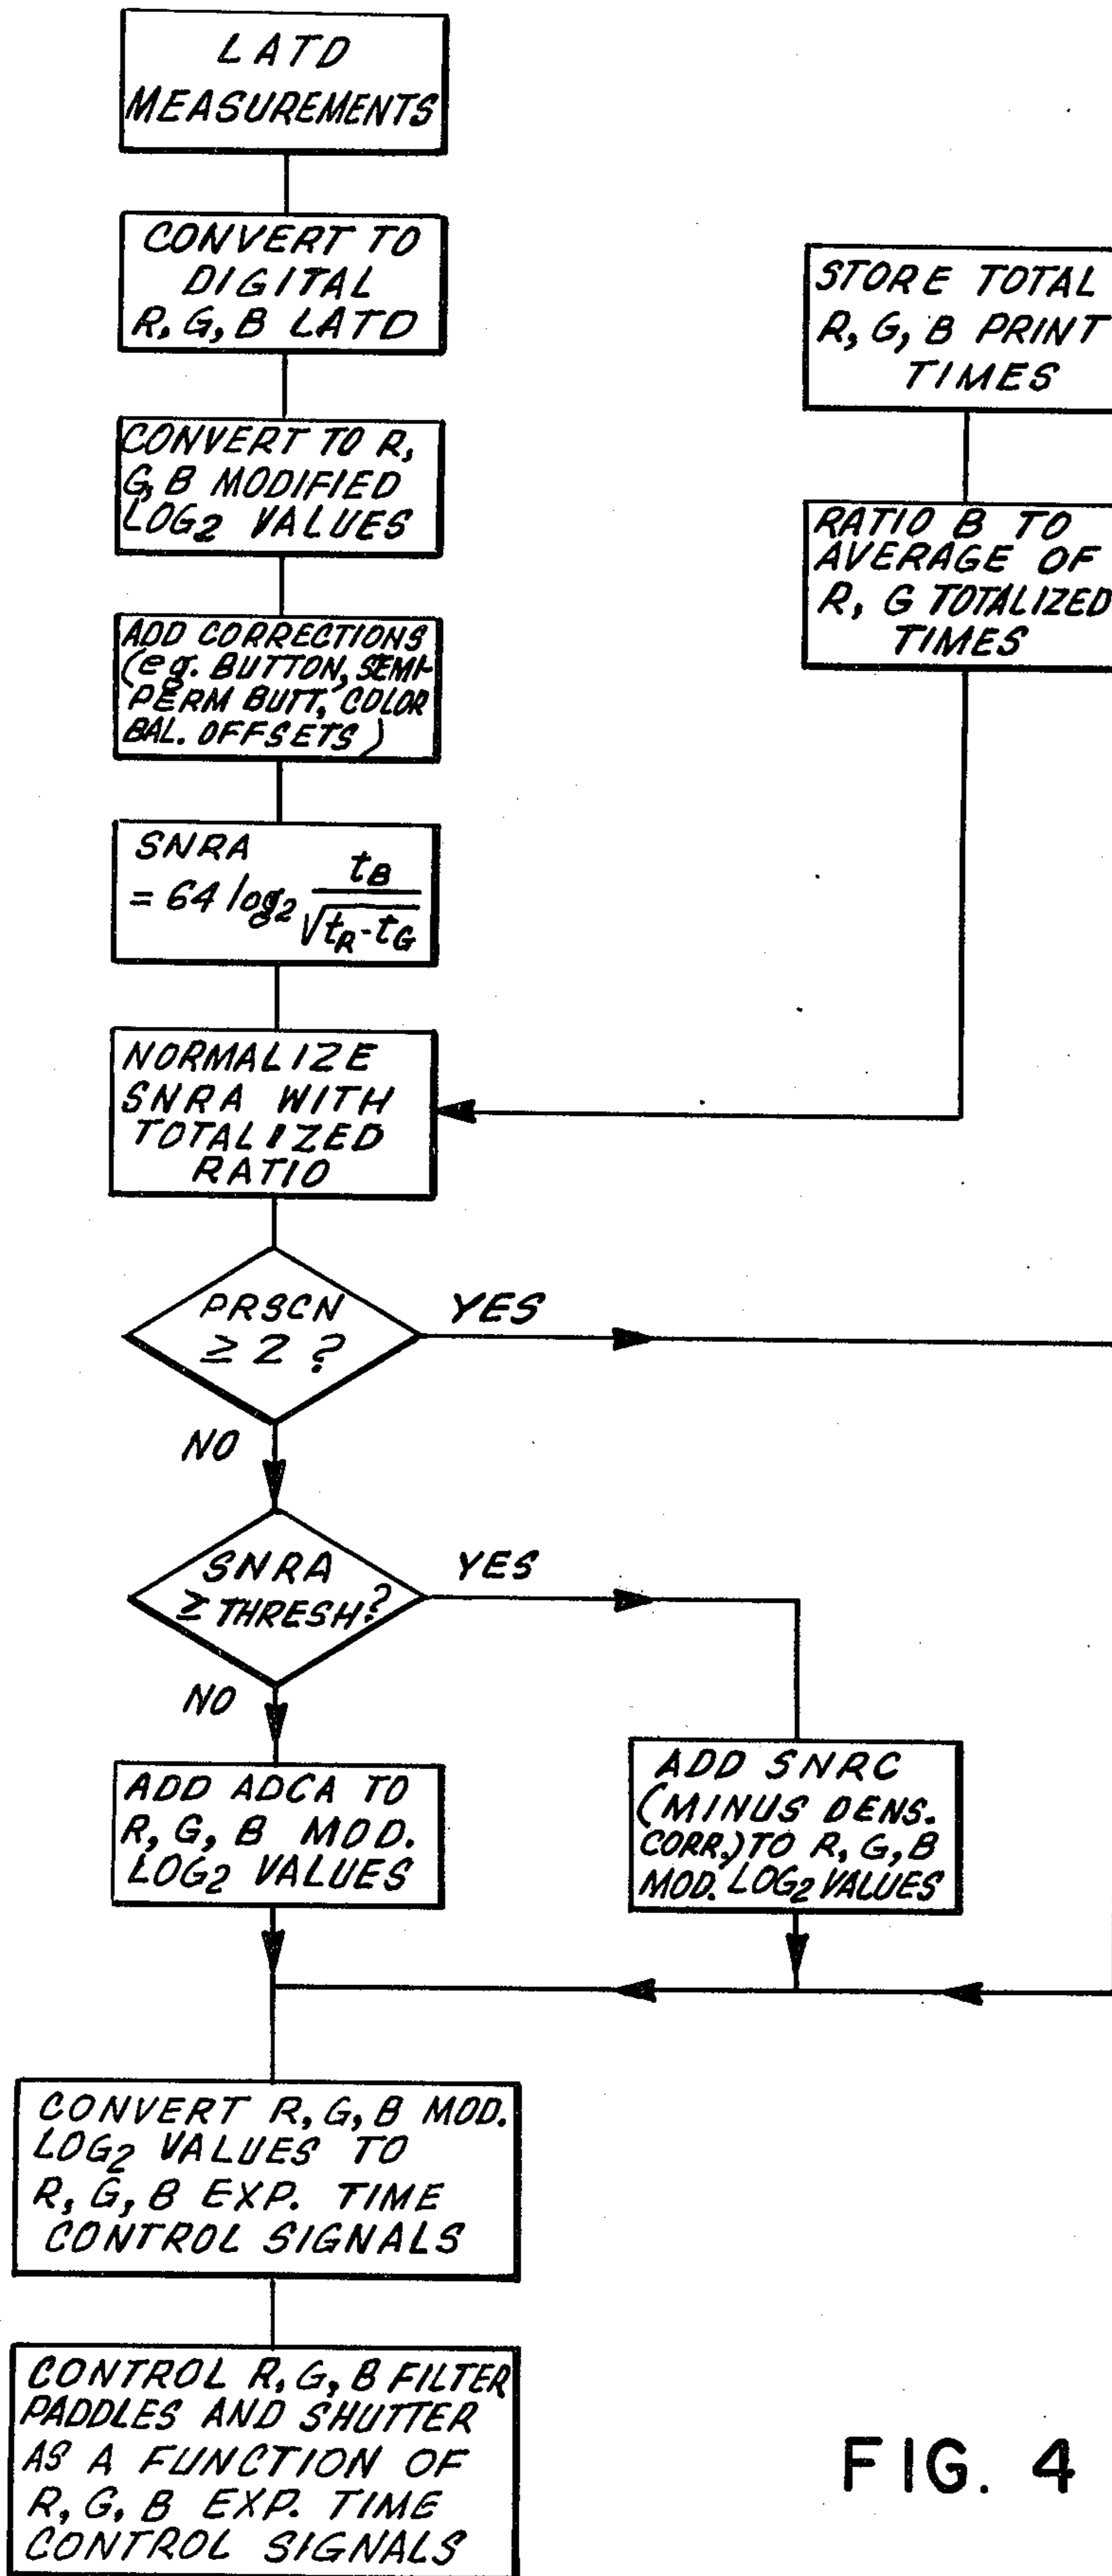 LATD
MEASUREMENTS
CONVERT TO
DIGITAL
R, G, B LATD
CONVERT TO R,
G, B MODIFIED
LOG₂ VALUES
ADD CORRECTIONS
(eg. BUTTON, SEMI-
PERM BUTT, COLOR
BAL. OFFSETS)
SNRA
= 64 log₂ t_B / √(t_R · t_G)
NORMALIZE
SNRA WITH
TOTALIZED
RATIO
STORE TOTAL
R, G, B PRINT
TIMES
RATIO B TO
AVERAGE OF
R, G TOTALIZED
TIMES
PRSCN
≥ 2 ?
YES
NO
SNRA
≥ THRESH?
YES
NO
ADD ADCA TO
R, G, B MOD.
LOG₂ VALUES
ADD SNRC
(MINUS DENS.
CORR.) TO R, G, B
MOD. LOG₂ VALUES
CONVERT R, G, B MOD.
LOG₂ VALUES TO
R, G, B EXP. TIME
CONTROL SIGNALS
CONTROL R, G, B FILTER
PADDLES AND SHUTTER
AS A FUNCTION OF
R, G, B EXP. TIME
CONTROL SIGNALS
FIG. 4